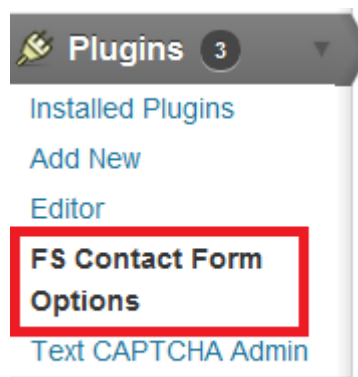 Plugins 3
Installed Plugins
Add New
Editor
FS Contact Form
Options
Text CAPTCHA Admin